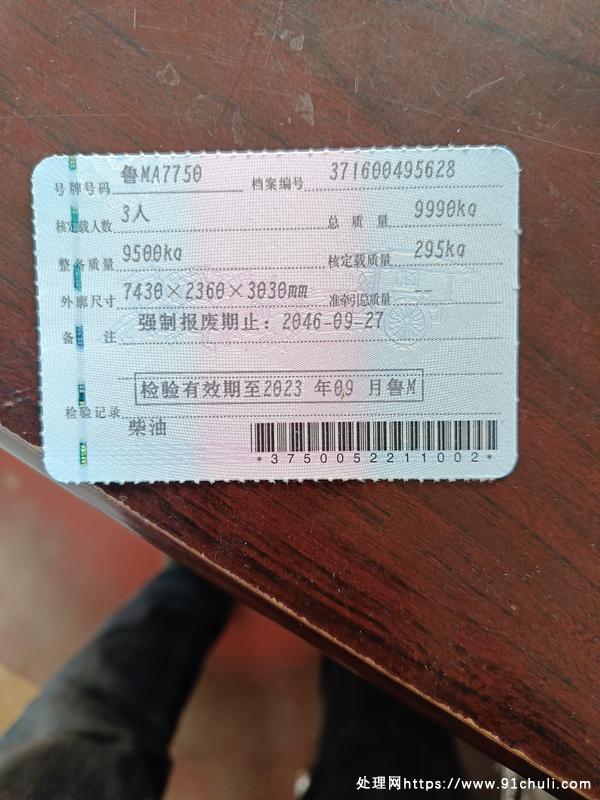 号牌号码 鲁MA7750 档案编号 371600495628
核定载人数 3人 总质量 9990kg
整备质量 9500kg 核定载质量 295kg
外廓尺寸 7430×2360×3030mm 准牵引总质量 --
备注 强制报废期止：2046-09-27
检验有效期至2023 年09 月鲁M
检验记录
柴油
*3750052211002*
处理网https://www.91chuli.com